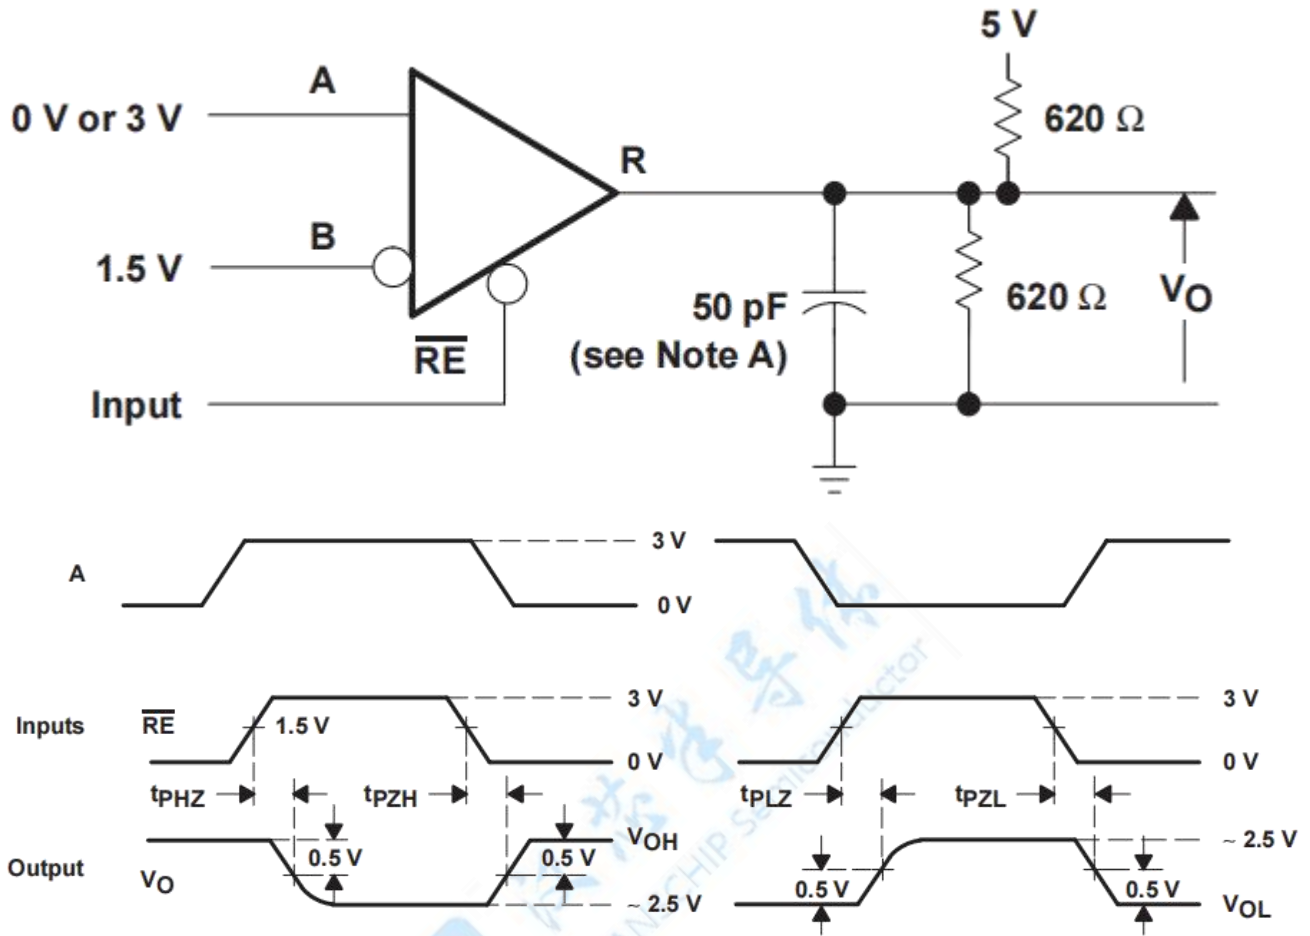 5 V
A
620 Ω
0 V or 3 V
R
B
1.5 V
50 pF
620 Ω
VO
(see Note A)
RE
Input
A
3 V
0 V
Inputs
RE
1.5 V
3 V
0 V
3 V
0 V
tPHZ
tPZH
tPLZ
tPZL
Output
VO
0.5 V
0.5 V
VOH
~ 2.5 V
0.5 V
0.5 V
~ 2.5 V
VOL